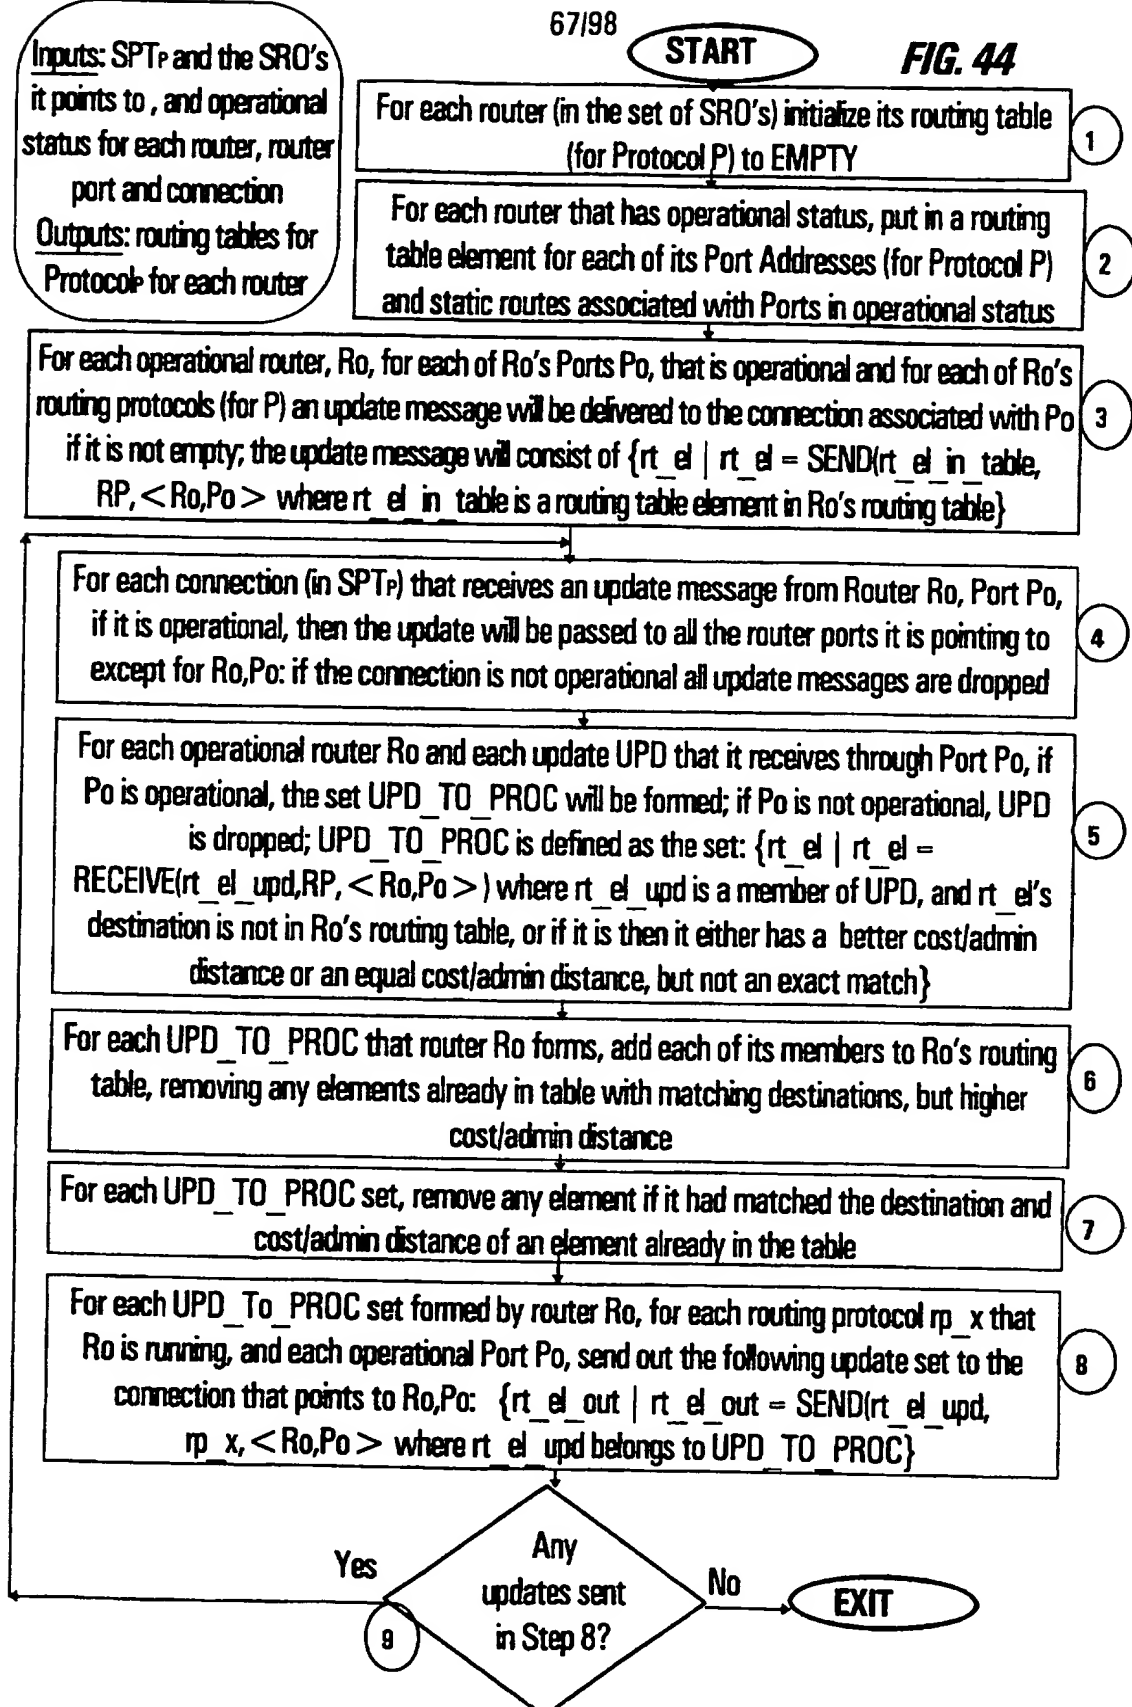 67/98
FIG. 44
Inputs: SPTP and the SRO's
it points to , and operational
status for each router, router
port and connection
Outputs: routing tables for
ProtocolP for each router
START
For each router (in the set of SRO's) initialize its routing table
(for Protocol P) to EMPTY
1
For each router that has operational status, put in a routing
table element for each of its Port Addresses (for Protocol P)
and static routes associated with Ports in operational status
2
For each operational router, Ro, for each of Ro's Ports Po, that is operational and for each of Ro's
routing protocols (for P) an update message will be delivered to the connection associated with Po
if it is not empty; the update message will consist of {rt_el | rt_el = SEND(rt_el_in_table,
RP, <Ro,Po> where rt_el_in_table is a routing table element in Ro's routing table}
3
For each connection (in SPTP) that receives an update message from Router Ro, Port Po,
if it is operational, then the update will be passed to all the router ports it is pointing to
except for Ro,Po: if the connection is not operational all update messages are dropped
4
For each operational router Ro and each update UPD that it receives through Port Po, if
Po is operational, the set UPD_TO_PROC will be formed; if Po is not operational, UPD
is dropped; UPD_TO_PROC is defined as the set: {rt_el | rt_el =
RECEIVE(rt_el_upd,RP, <Ro,Po>) where rt_el_upd is a member of UPD, and rt_el's
destination is not in Ro's routing table, or if it is then it either has a better cost/admin
distance or an equal cost/admin distance, but not an exact match}
5
For each UPD_TO_PROC that router Ro forms, add each of its members to Ro's routing
table, removing any elements already in table with matching destinations, but higher
cost/admin distance
6
For each UPD_TO_PROC set, remove any element if it had matched the destination and
cost/admin distance of an element already in the table
7
For each UPD_To_PROC set formed by router Ro, for each routing protocol rp_x that
Ro is running, and each operational Port Po, send out the following update set to the
connection that points to Ro,Po: {rt_el_out | rt_el_out = SEND(rt_el_upd,
rp_x, <Ro,Po> where rt_el_upd belongs to UPD_TO_PROC}
8
Any
updates sent
in Step 8?
9
Yes
No
EXIT